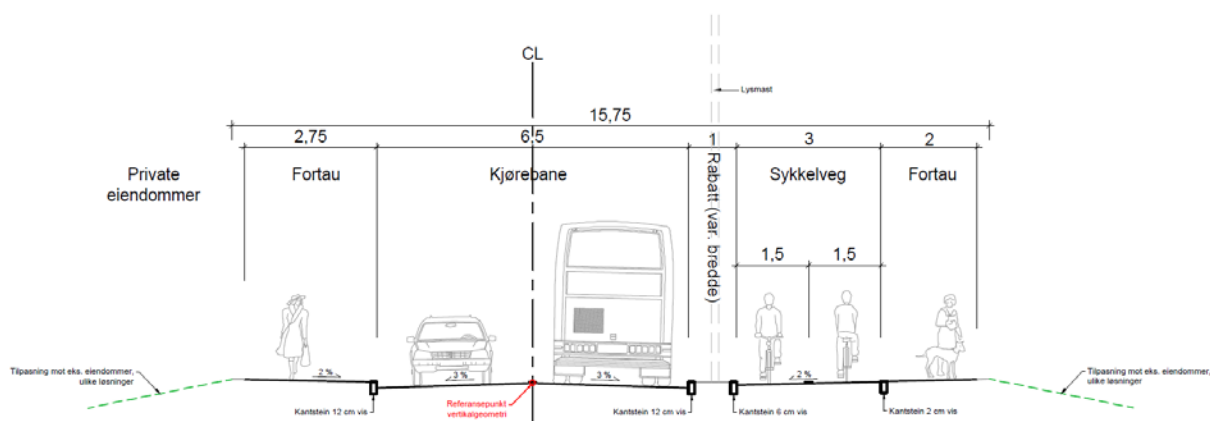 CL
Lysmast
15,75
2,75
6,5
1
3
2
Private
eiendommer
Fortau
Kjørebane
Rabatt (var. bredde)
Sykkelveg
Fortau
1,5
1,5
Tilpasning mot eks. eiendommer,
ulike løsninger
2 %
3 %
3 %
2 %
Tilpasning mot eks. eiendommer,
ulike løsninger
Kantstein 12 cm vis
Referansepunkt
vertikalgeometri
Kantstein 12 cm vis
Kantstein 6 cm vis
Kantstein 2 cm vis